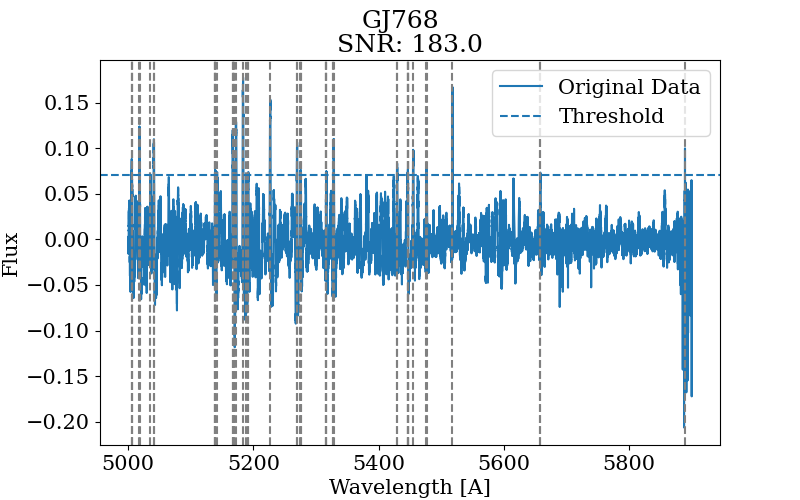 GJ768
SNR: 183.0
Original Data
Threshold
Flux
0.15
0.10
0.05
0.00
−0.05
−0.10
−0.15
−0.20
5000 5200 5400 5600 5800
Wavelength [A]